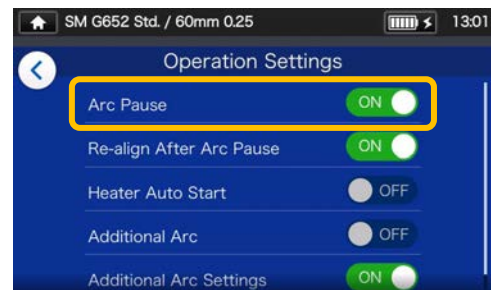 SM G652 Std. / 60mm 0.25 13:01
Operation Settings
Arc Pause ON
Re-align After Arc Pause ON
Heater Auto Start OFF
Additional Arc OFF
Additional Arc Settings ON